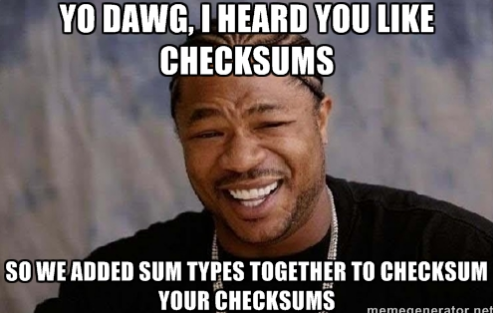 YO DAWG, I HEARD YOU LIKE
CHECKSUMS
SO WE ADDED SUM TYPES TOGETHER TO CHECKSUM
YOUR CHECKSUMS
memegenerator.net